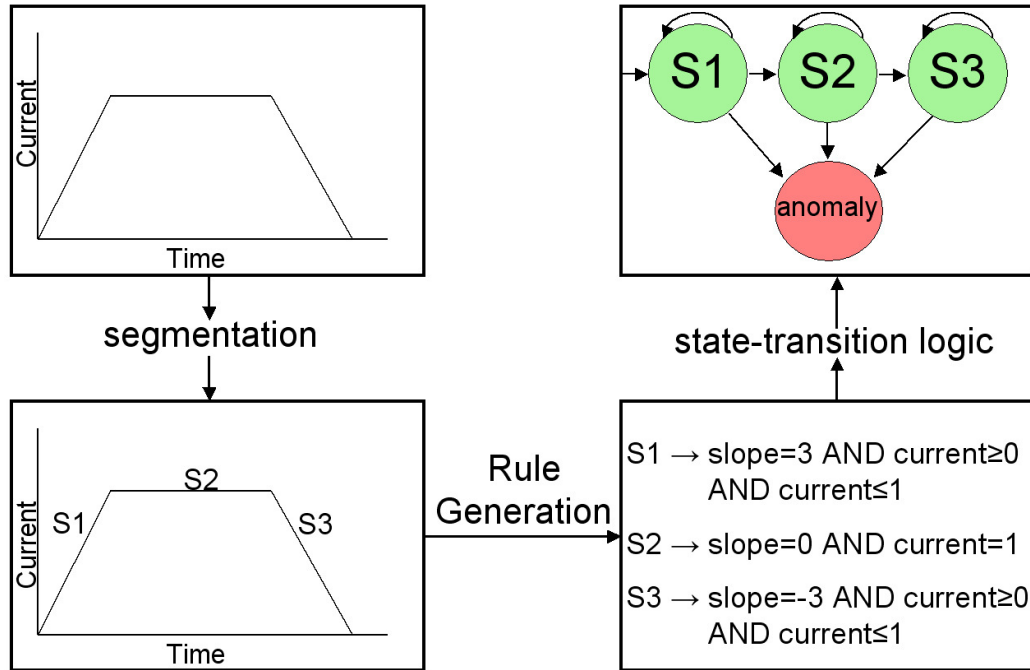 Current
Time
segmentation
Current
S1
S2
S3
Time
Rule
Generation
S1 → slope=3 AND current≥0
AND current≤1
S2 → slope=0 AND current=1
S3 → slope=-3 AND current≥0
AND current≤1
state-transition logic
S1
S2
S3
anomaly